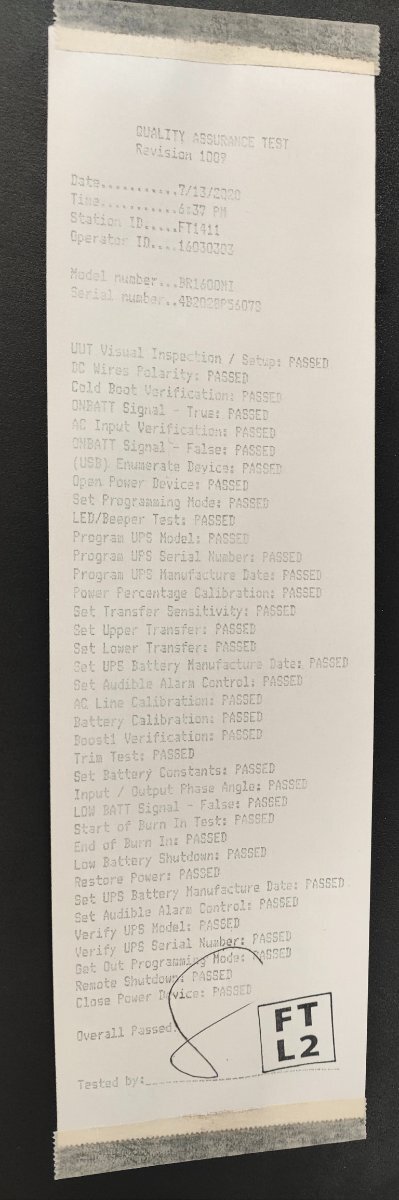 QUALITY ASSURANCE TEST
Revision 1009
Date...........7/13/2020
Time...........6:37 PM
Station ID.....FT1411
Operator ID....16030303
Model number...BR1600MI
Serial number..4B2028P56079
UUT Visual Inspection / Setup: PASSED
DC Wires Polarity: PASSED
Cold Boot Verification: PASSED
ONBATT Signal - True: PASSED
AC Input Verification: PASSED
ONBATT Signal - False: PASSED
(USB) Enumerate Device: PASSED
Open Power Device: PASSED
Set Programming Mode: PASSED
LED/Beeper Test: PASSED
Program UPS Model: PASSED
Program UPS Serial Number: PASSED
Program UPS Manufacture Date: PASSED
Power Percentage Calibration: PASSED
Set Transfer Sensitivity: PASSED
Set Upper Transfer: PASSED
Set Lower Transfer: PASSED
Set UPS Battery Manufacture Date: PASSED
Set Audible Alarm Control: PASSED
AC Line Calibration: PASSED
Battery Calibration: PASSED
Boost1 Verification: PASSED
Trim Test: PASSED
Set Battery Constants: PASSED
Input / Output Phase Angle: PASSED
LOW BATT Signal - False: PASSED
Start of Burn In Test: PASSED
End of Burn In: PASSED
Low Battery Shutdown: PASSED
Restore Power: PASSED
Set UPS Battery Manufacture Date: PASSED
Set Audible Alarm Control: PASSED
Verify UPS Model: PASSED
Verify UPS Serial Number: PASSED
Get Out Programming Mode: PASSED
Remote Shutdown: PASSED
Close Power Device: PASSED
Overall Passed.
FT
L2
Tested by: